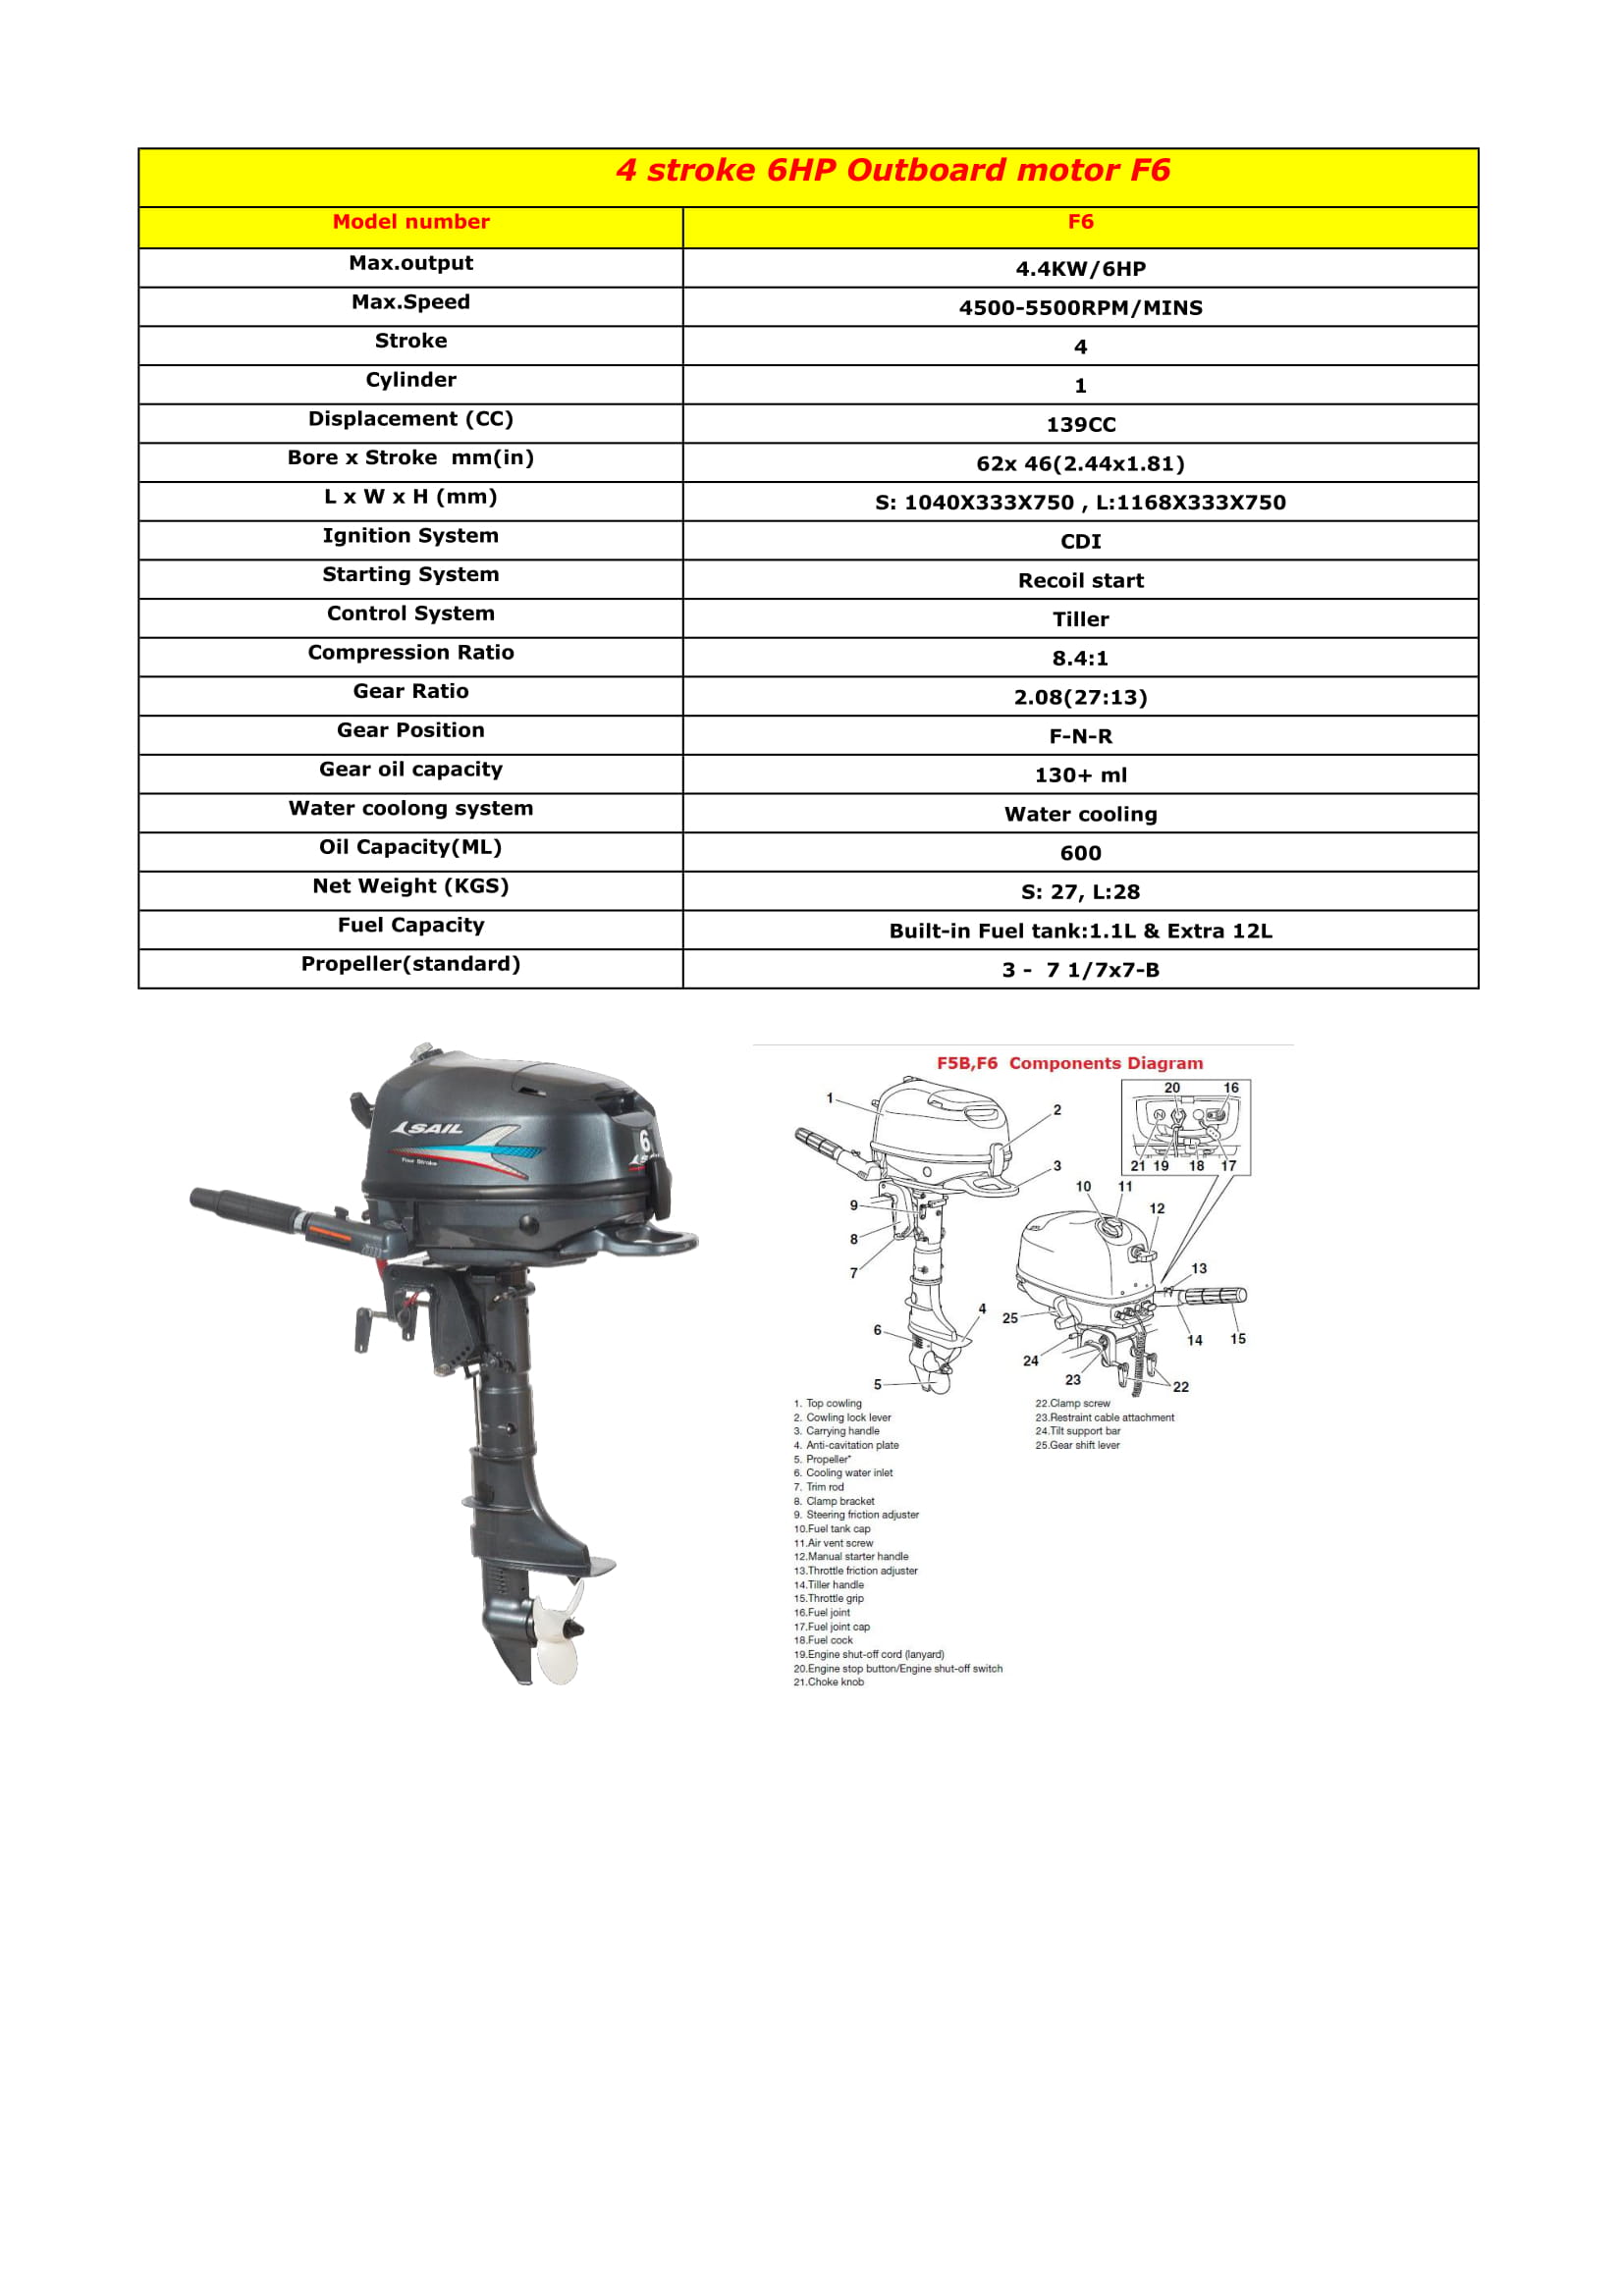 4 stroke 6HP Outboard motor F6
Model number F6
Max.output 4.4KW/6HP
Max.Speed 4500-5500RPM/MINS
Stroke 4
Cylinder 1
Displacement (CC) 139CC
Bore x Stroke  mm(in) 62x 46(2.44x1.81)
L x W x H (mm) S: 1040X333X750 , L:1168X333X750
Ignition System CDI
Starting System Recoil start
Control System Tiller
Compression Ratio 8.4:1
Gear Ratio 2.08(27:13)
Gear Position F-N-R
Gear oil capacity 130+ ml
Water coolong system Water cooling
Oil Capacity(ML) 600
Net Weight (KGS) S: 27, L:28
Fuel Capacity Built-in Fuel tank:1.1L & Extra 12L
Propeller(standard) 3 -  7 1/7x7-B
SAIL
Four Stroke
6
F5B,F6  Components Diagram
20 16
1
2
N
21 19 18 17
3
10 11
9
12
8
7
13
4
25
6
14 15
24
23
5
22
1. Top cowling
2. Cowling lock lever
3. Carrying handle
4. Anti-cavitation plate
5. Propeller*
6. Cooling water inlet
7. Trim rod
8. Clamp bracket
9. Steering friction adjuster
10.Fuel tank cap
11.Air vent screw
12.Manual starter handle
13.Throttle friction adjuster
14.Tiller handle
15.Throttle grip
16.Fuel joint
17.Fuel joint cap
18.Fuel cock
19.Engine shut-off cord (lanyard)
20.Engine stop button/Engine shut-off switch
21.Choke knob
22.Clamp screw
23.Restraint cable attachment
24.Tilt support bar
25.Gear shift lever